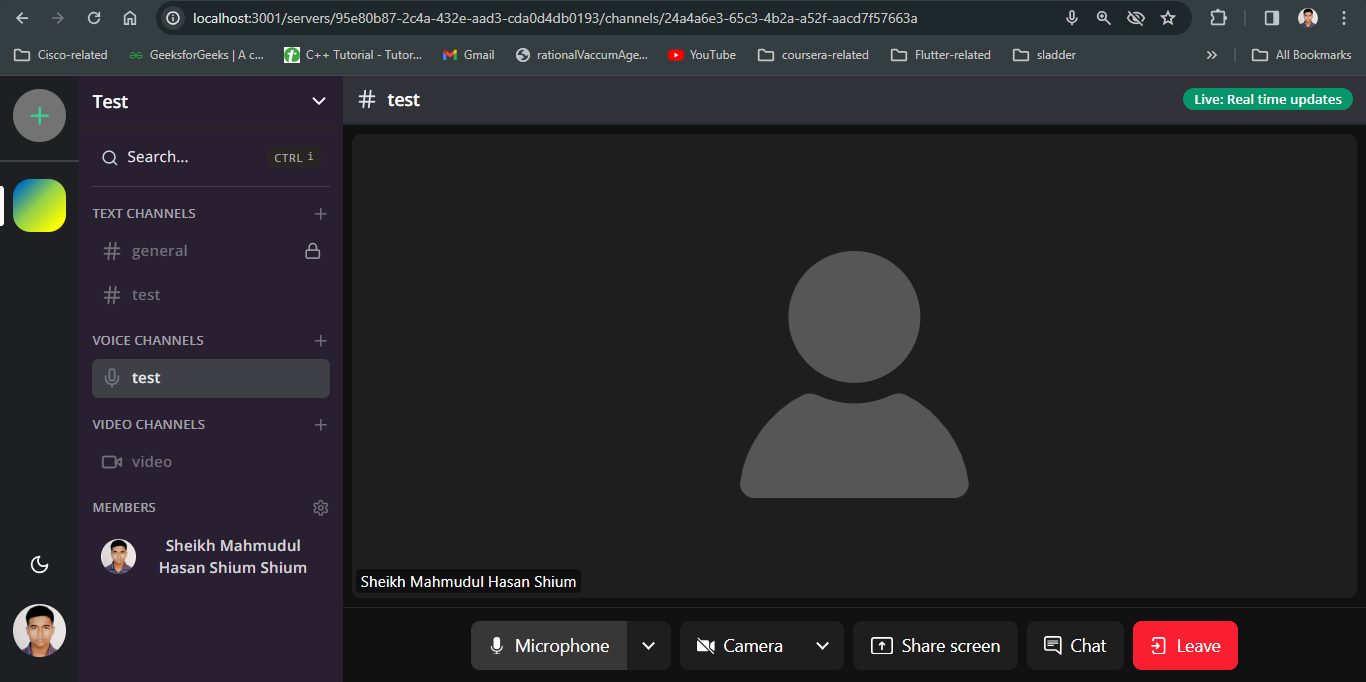 localhost:3001/servers/95e80b87-2c4a-432e-aad3-cda0d4db0193/channels/24a4a6e3-65c3-4b2a-a52f-aacd7f57663a
Cisco-related
GeeksforGeeks | A c...
C++ Tutorial - Tutor...
Gmail
rationalVaccumAge...
YouTube
coursera-related
Flutter-related
sladder
»
All Bookmarks
Test
Search...
CTRL i
TEXT CHANNELS
general
test
VOICE CHANNELS
test
VIDEO CHANNELS
video
MEMBERS
Sheikh Mahmudul
Hasan Shium Shium
# test
Live: Real time updates
Sheikh Mahmudul Hasan Shium
Microphone
Camera
Share screen
Chat
Leave